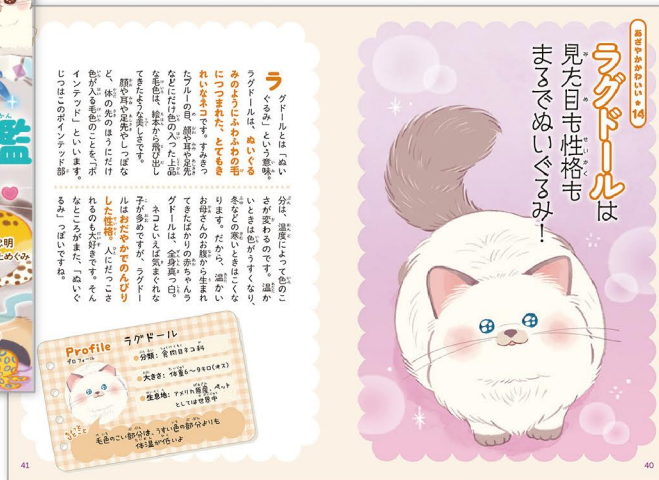 あざやかかわいい★14
ラグドールは
見た目も性格も
まるでぬいぐるみ!
40
ラグドールとは「ぬい
ぐるみ」という意味。
ラグドールは、ぬいぐる
みのようにふわふわの毛
につつまれた、とてもき
れいなネコです。すみきっ
たブルーの目、顔や耳や足先
などにだけ色の入った上品
な毛色は、絵本から飛び出し
てきたような美しさです。
顔や耳や足先やしっぽな
ど、体の先のほうにだけ
色が入る毛色のことを、「ポ
インテッド」といいます。
じつはこのポインテッド部
分は、温度によって色のこ
さが変わるのです。温か
いときは色がうすくなり、
冬などの寒いときはこくな
ります。だから、温かい
お母さんのお腹から生まれ
てきたばかりの赤ちゃんラ
グドールは、全身真っ白。
ネコといえば気まぐれな
子が多めですが、ラグドー
ルはおだやかでのんびり
した性格。人にだっこさ
れるのも大好きです。そん
なところがまた、「ぬいぐ
るみ」っぽいですね。
Profile
プロフィール
ラグドール
分類:食肉目ネコ科
大きさ:体重6〜9キロ(オス)
生息地:アメリカ原産、ペット
としては世界中
毛色のこい部分は、うすい色の部分よりも
体温が低いよ
41